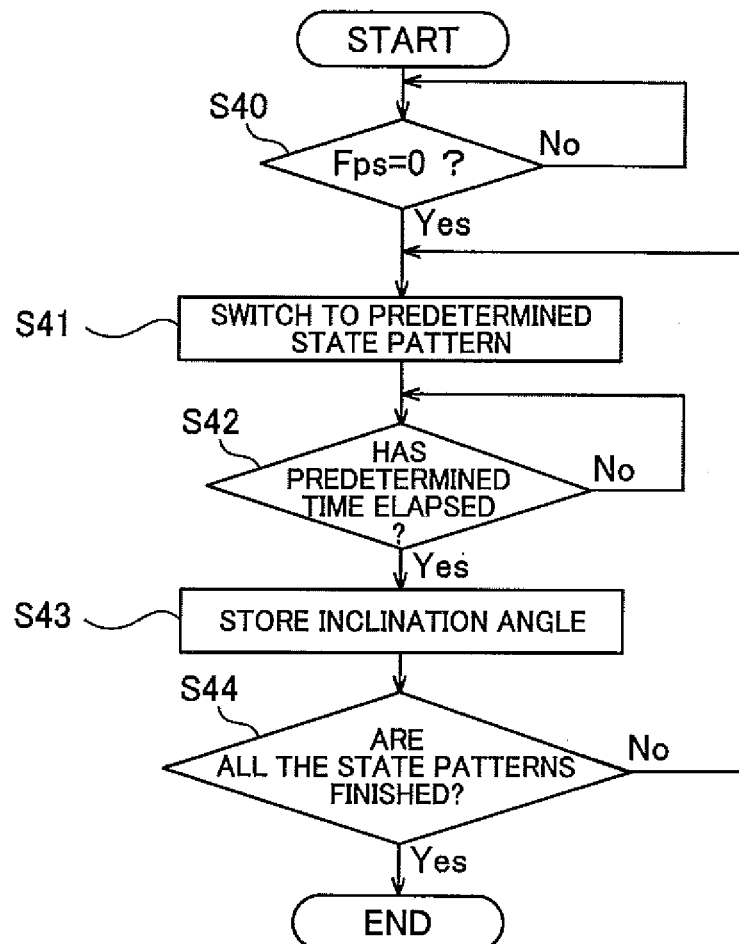 START
S40
Fps=0 ?
No
Yes
S41
SWITCH TO PREDETERMINED
STATE PATTERN
S42
HAS
PREDETERMINED
TIME ELAPSED
?
No
Yes
S43
STORE INCLINATION ANGLE
S44
ARE
ALL THE STATE PATTERNS
FINISHED?
No
Yes
END